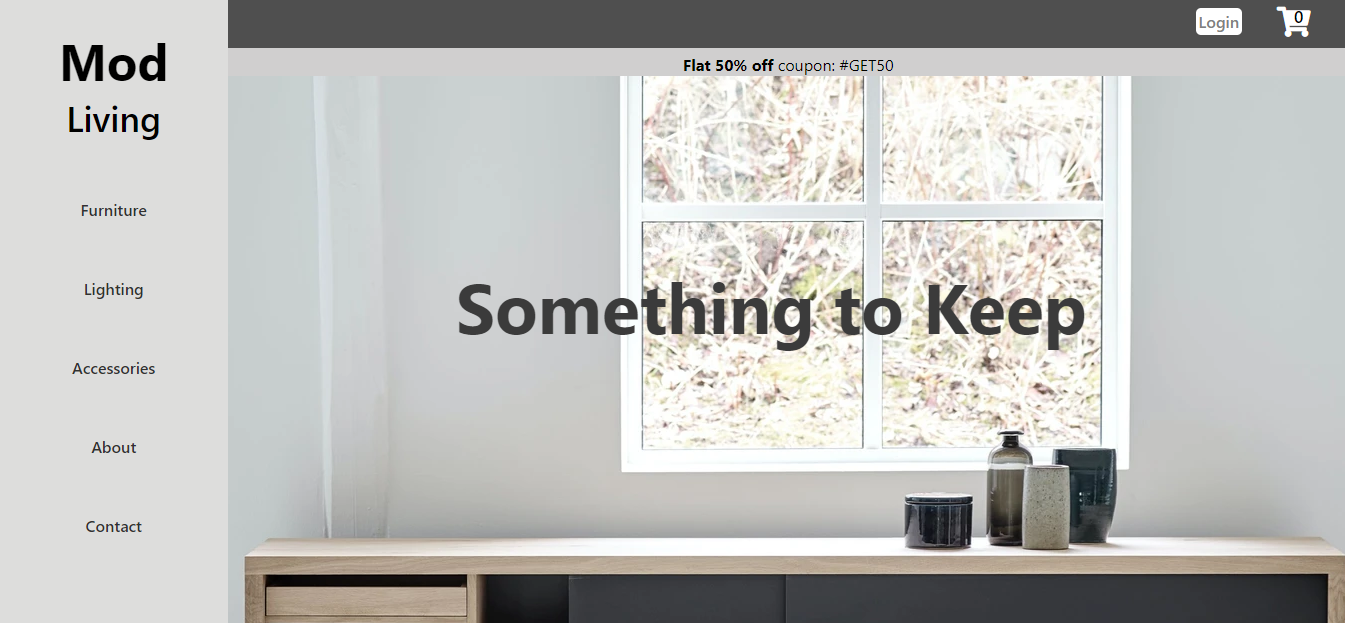 Mod
Living
Furniture
Lighting
Accessories
About
Contact
Login
0
Flat 50% off coupon: #GET50
Something to Keep